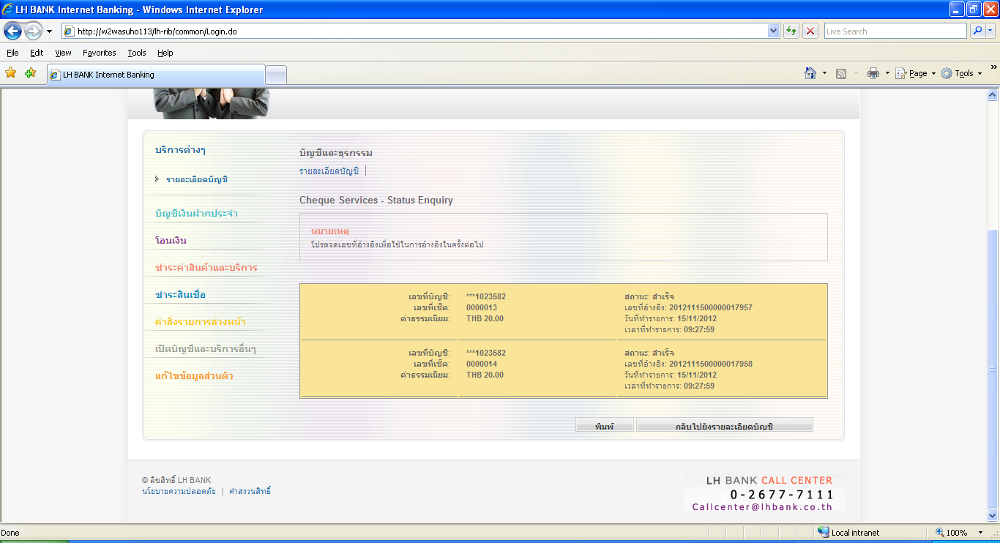 LH BANK Internet Banking - Windows Internet Explorer
http://w2wasuho113/lh-rib/common/Login.do
Live Search
File Edit View Favorites Tools Help
LH BANK Internet Banking
Page Tools »
บริการต่างๆ
รายละเอียดบัญชี
บัญชีเงินฝากประจำ
โอนเงิน
ชำระค่าสินค้าและบริการ
ชำระสินเชื่อ
คำสั่งรายการล่วงหน้า
เปิดบัญชีและบริการอื่นๆ
แก้ไขข้อมูลส่วนตัว
บัญชีและธุรกรรม
รายละเอียดบัญชี |
Cheque Services - Status Enquiry
หมายเหตุ
โปรดจดเลขที่อ้างอิงเพื่อใช้ในการอ้างอิงในครั้งต่อไป
เลขที่บัญชี: ***1023582 สถานะ: สำเร็จ
เลขที่เช็ค: 0000013 เลขที่อ้างอิง: 2012111500000017957
ค่าธรรมเนียม: THB 20.00 วันที่ทำรายการ: 15/11/2012
เวลาที่ทำรายการ: 09:27:59
เลขที่บัญชี: ***1023582 สถานะ: สำเร็จ
เลขที่เช็ค: 0000014 เลขที่อ้างอิง: 2012111500000017958
ค่าธรรมเนียม: THB 20.00 วันที่ทำรายการ: 15/11/2012
เวลาที่ทำรายการ: 09:27:59
พิมพ์ กลับไปยังรายละเอียดบัญชี
© ลิขสิทธิ์ LH BANK
นโยบายความปลอดภัย | คำสงวนสิทธิ์
LH BANK CALL CENTER
0-2677-7111
Callcenter@lhbank.co.th
Done Local intranet 100%